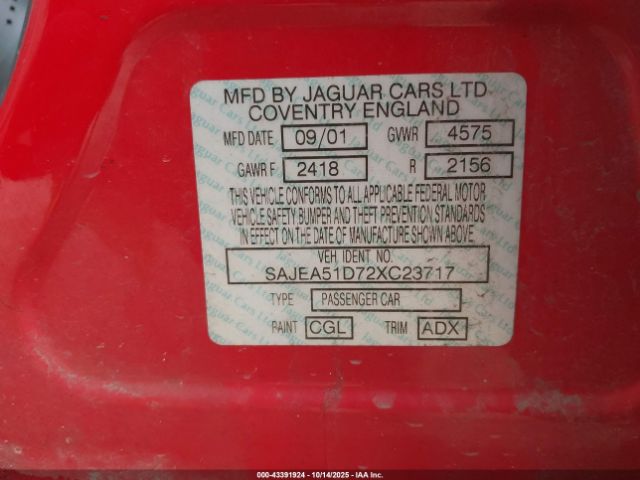 MFD BY JAGUAR CARS LTD
COVENTRY ENGLAND
MFD DATE 09/01 GVWR 4575
GAWR F 2418 R 2156
THIS VEHICLE CONFORMS TO ALL APPLICABLE FEDERAL MOTOR
VEHICLE SAFETY, BUMPER AND THEFT PREVENTION STANDARDS
IN EFFECT ON THE DATE OF MANUFACTURE SHOWN ABOVE.
VEH. IDENT. NO.
SAJEA51D72XC23717
TYPE PASSENGER CAR
PAINT CGL TRIM ADX
000-43391924 | 10/14/2025 - IAA Inc.